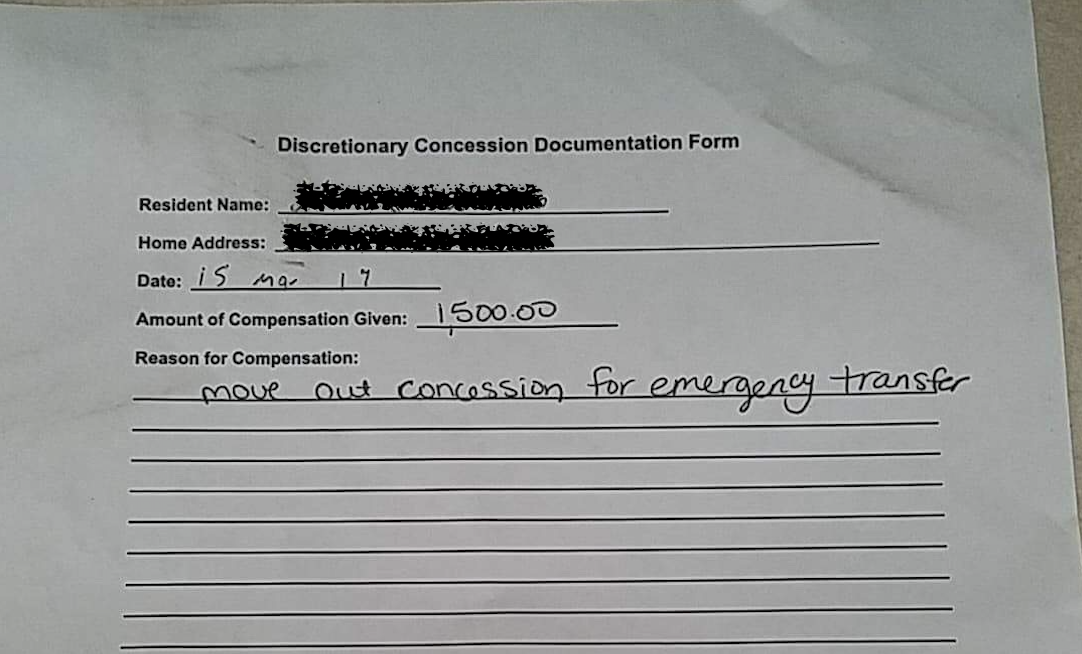 Discretionary Concession Documentation Form
Resident Name:
Home Address:
Date: 15 Mar 17
Amount of Compensation Given: 1500.00
Reason for Compensation:
move out concession for emergency transfer